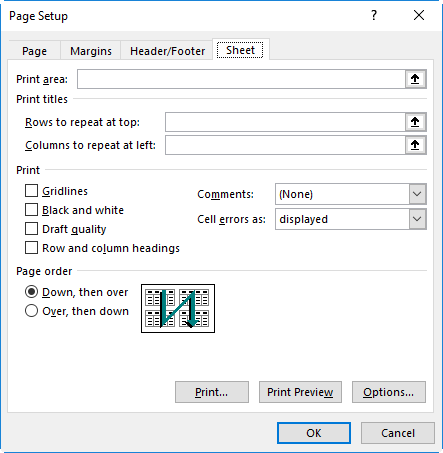 Page Setup
Page Margins Header/Footer Sheet
Print area:
Print titles
Rows to repeat at top:
Columns to repeat at left:
Print
Gridlines
Black and white
Draft quality
Row and column headings
Comments: (None)
Cell errors as: displayed
Page order
Down, then over
Over, then down
Print... Print Preview Options...
OK Cancel